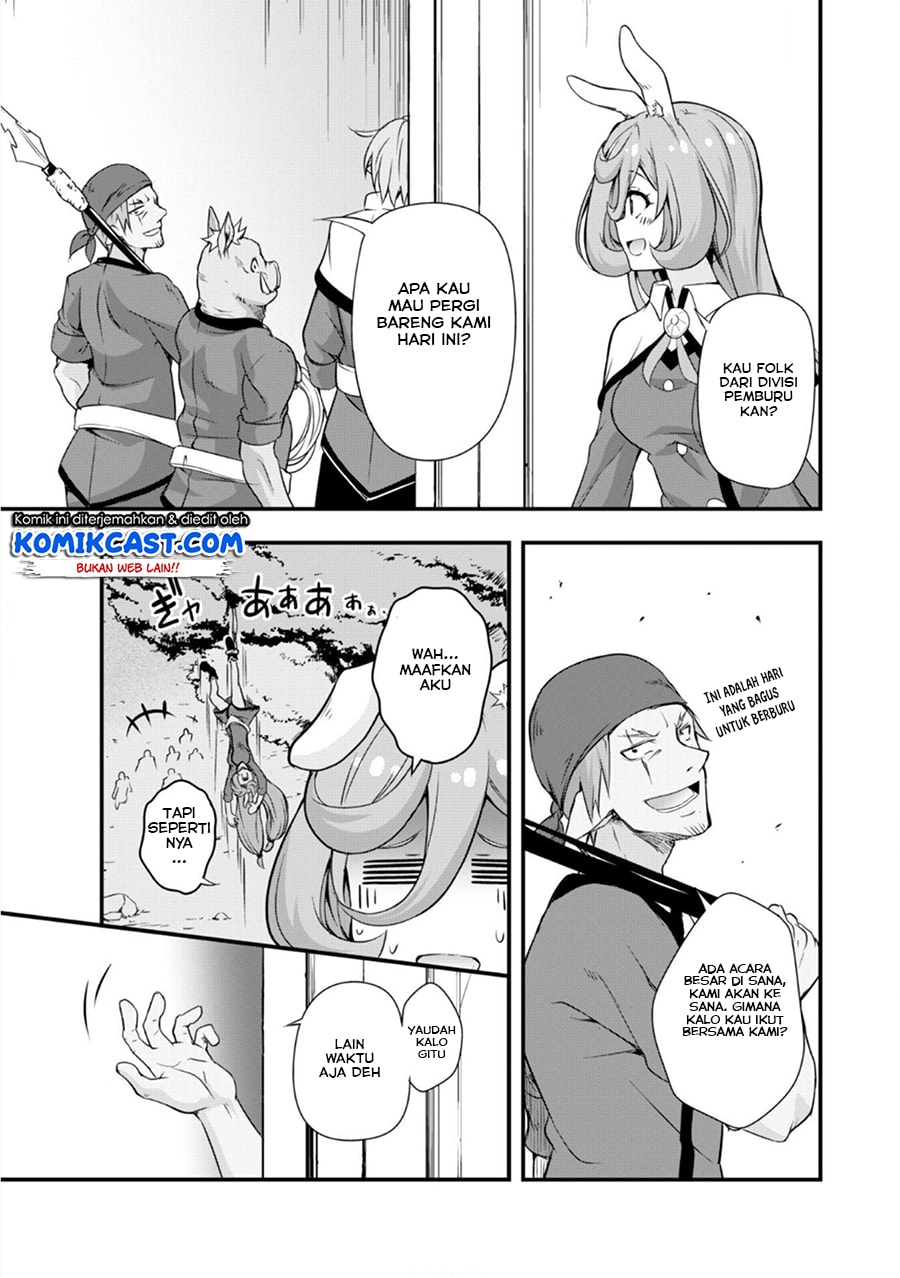 KAU FOLK
DARI DIVISI
PEMBURU
KAN?
APA KAU
MAU PERGI
BARENG KAMI
HARI INI?
Komik ini diterjemahkan & diedit oleh
KOMIKCAST.COM
BUKAN WEB LAIN!!
INI ADALAH HARI
YANG BAGUS
UNTUK BERBURU
ADA ACARA
BESAR DI SANA,
KAMI AKAN KE
SANA. GIMANA
KALO KAU IKUT
BERSAMA KAMI?
WAH...
MAAFKAN
AKU
ぎゃ
あああぁぁ
TAPI
SEPERTI
NYA
...
YAUDAH
KALO
GITU
LAIN
WAKTU
AJA DEH